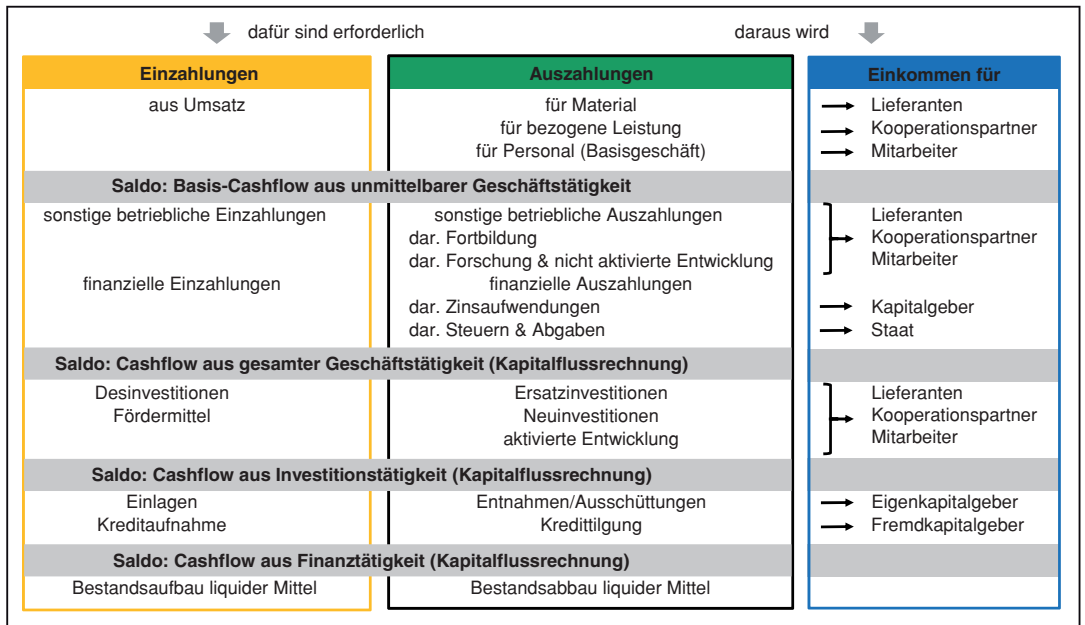 dafür sind erforderlich daraus wird
Einzahlungen Auszahlungen Einkommen für
aus Umsatz für Material Lieferanten
für bezogene Leistung Kooperationspartner
für Personal (Basisgeschäft) Mitarbeiter
Saldo: Basis-Cashflow aus unmittelbarer Geschäftstätigkeit
sonstige betriebliche Einzahlungen sonstige betriebliche Auszahlungen Lieferanten
dar. Fortbildung Kooperationspartner
dar. Forschung & nicht aktivierte Entwicklung Mitarbeiter
finanzielle Einzahlungen finanzielle Auszahlungen
dar. Zinsaufwendungen Kapitalgeber
dar. Steuern & Abgaben Staat
Saldo: Cashflow aus gesamter Geschäftstätigkeit (Kapitalflussrechnung)
Desinvestitionen Ersatzinvestitionen Lieferanten
Fördermittel Neuinvestitionen Kooperationspartner
aktivierte Entwicklung Mitarbeiter
Saldo: Cashflow aus Investitionstätigkeit (Kapitalflussrechnung)
Einlagen Entnahmen/Ausschüttungen Eigenkapitalgeber
Kreditaufnahme Kredittilgung Fremdkapitalgeber
Saldo: Cashflow aus Finanztätigkeit (Kapitalflussrechnung)
Bestandsaufbau liquider Mittel Bestandsabbau liquider Mittel